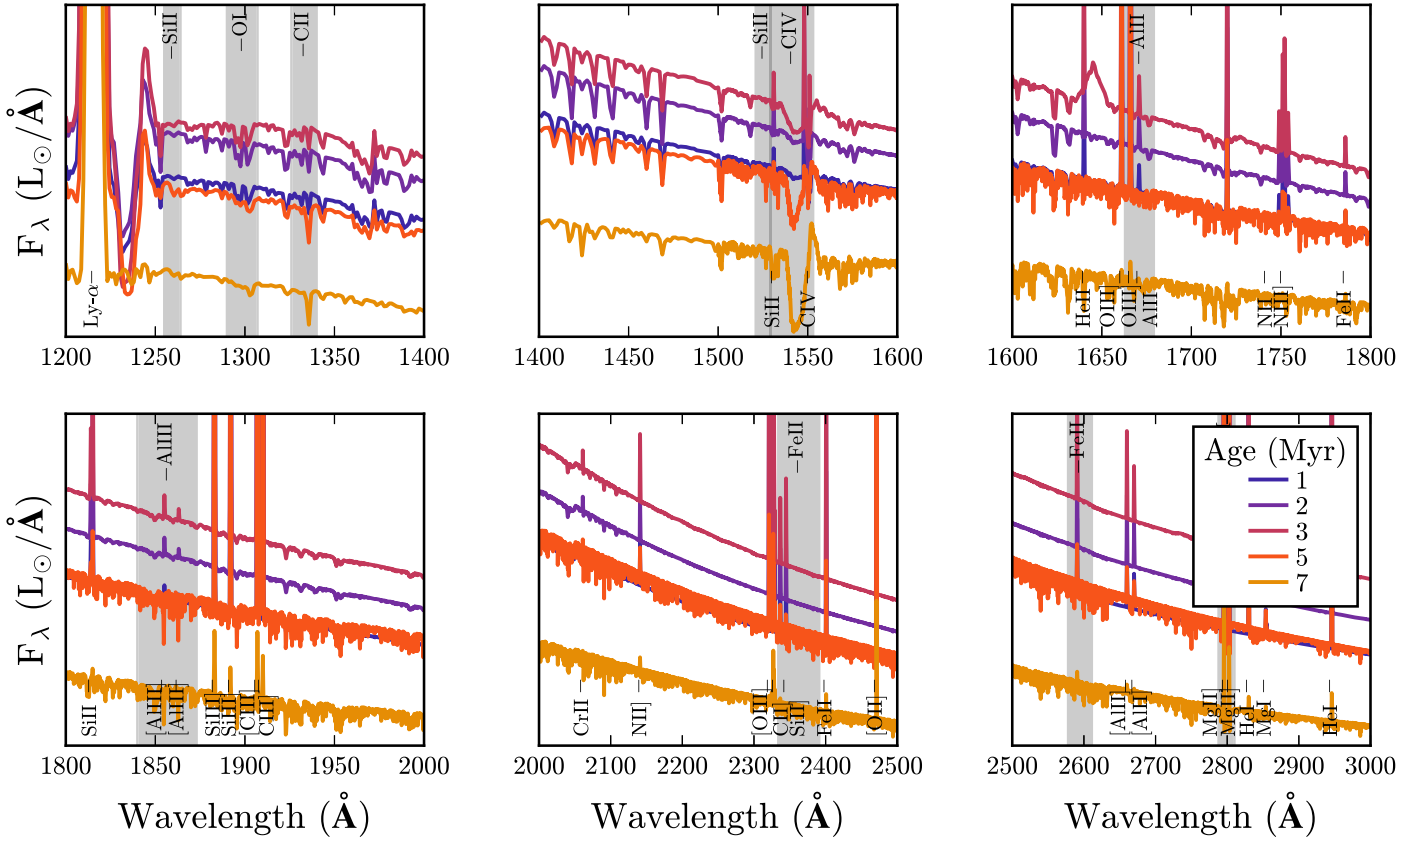 F_λ (L_⊙/Å)
–SiII
–OI
–CII
Ly-α–
1200 1250 1300 1350 1400
–SiII
–CIV
SiII –
CIV –
1400 1450 1500 1550 1600
–AlII
HeII –
OIII] –
OIII] –
AlII –
NII –
NIII] –
FeII –
1600 1650 1700 1750 1800
F_λ (L_⊙/Å)
–AlIII
SiII –
[AlIII –
AlIII –
SiII –
1800 1850 1900 1950 2000
Wavelength (Å)
–FeII
CrII –
NII] –
[OIII –
CII –
SiII –
FeII –
[OII] –
2000 2100 2200 2300 2400 2500
Wavelength (Å)
–FeII
[AlII] –
AlII] –
MgII –
MgII –
HeI –
MgI –
HeI –
2500 2600 2700 2800 2900 3000
Wavelength (Å)
Age (Myr)
1
2
3
5
7